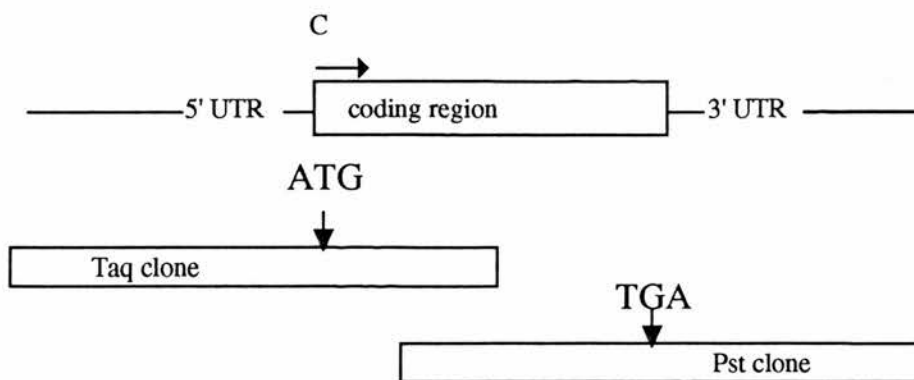 C
5' UTR coding region 3' UTR
ATG
Taq clone
TGA
Pst clone